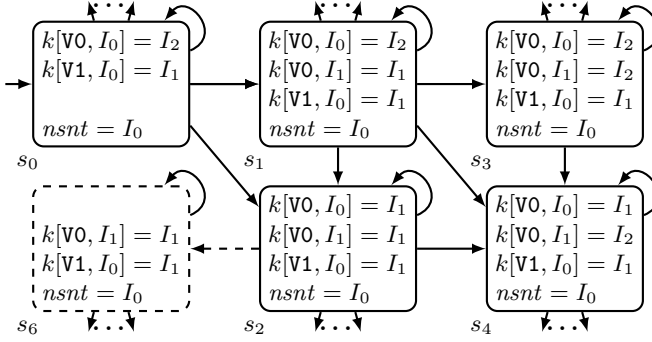 ... ... ...
k[V0, I₀] = I₂
k[V1, I₀] = I₁
nsnt = I₀
s₀
k[V0, I₀] = I₂
k[V0, I₁] = I₁
k[V1, I₀] = I₁
nsnt = I₀
s₁
k[V0, I₀] = I₂
k[V0, I₁] = I₂
k[V1, I₀] = I₁
nsnt = I₀
s₃
k[V0, I₁] = I₁
k[V1, I₀] = I₁
nsnt = I₀
s₆
k[V0, I₀] = I₁
k[V0, I₁] = I₁
k[V1, I₀] = I₁
nsnt = I₀
s₂
k[V0, I₀] = I₁
k[V0, I₁] = I₂
k[V1, I₀] = I₁
nsnt = I₀
s₄
... ... ...